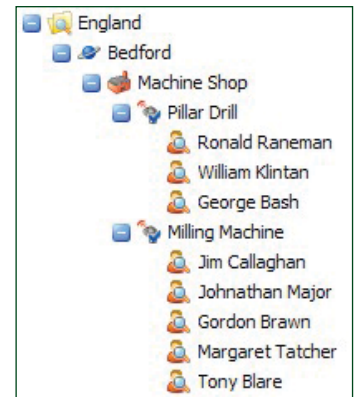 England
Bedford
Machine Shop
Pillar Drill
Ronald Raneman
William Klintan
George Bash
Milling Machine
Jim Callaghan
Johnathan Major
Gordon Brawn
Margaret Tatcher
Tony Blare